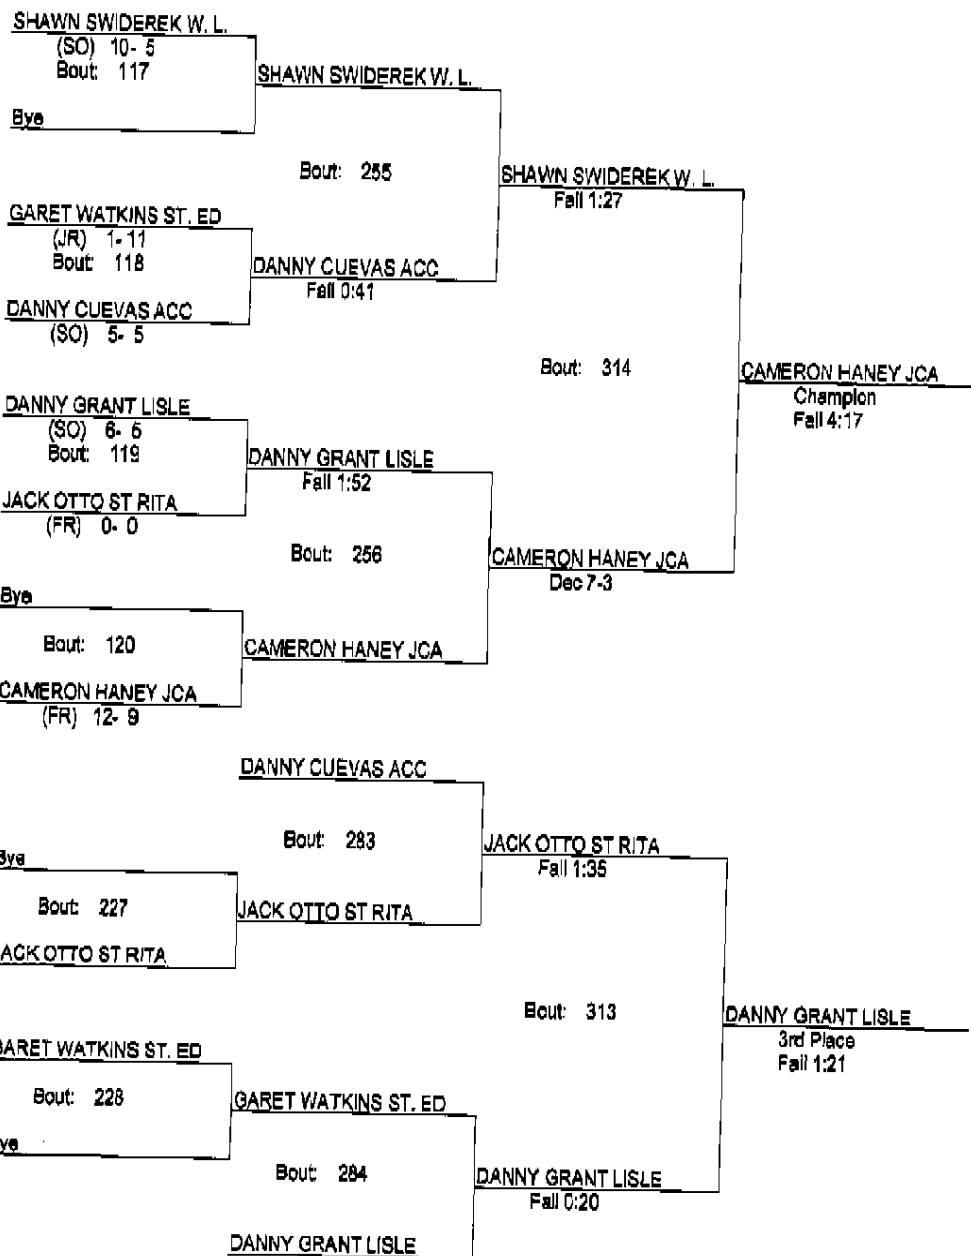 SHAWN SWIDEREK W. L.
(SO) 10- 5
Bout: 117
SHAWN SWIDEREK W. L.
Bye
Bout: 255
SHAWN SWIDEREK W. L.
Fall 1:27
GARET WATKINS ST. ED
(JR) 1- 11
Bout: 118
DANNY CUEVAS ACC
Fall 0:41
DANNY CUEVAS ACC
(SO) 5- 5
Bout: 314
CAMERON HANEY JCA
Champion
Fall 4:17
DANNY GRANT LISLE
(SO) 6- 5
Bout: 119
DANNY GRANT LISLE
Fall 1:52
JACK OTTO ST RITA
(FR) 0- 0
Bout: 256
CAMERON HANEY JCA
Dec 7-3
Bye
Bout: 120
CAMERON HANEY JCA
CAMERON HANEY JCA
(FR) 12- 9
DANNY CUEVAS ACC
Bout: 283
JACK OTTO ST RITA
Fall 1:35
Bye
Bout: 227
JACK OTTO ST RITA
ACK OTTO ST RITA
Bout: 313
DANNY GRANT LISLE
3rd Place
Fall 1:21
GARET WATKINS ST. ED
Bout: 228
GARET WATKINS ST. ED
ye
Bout: 284
DANNY GRANT LISLE
Fall 0:20
DANNY GRANT LISLE